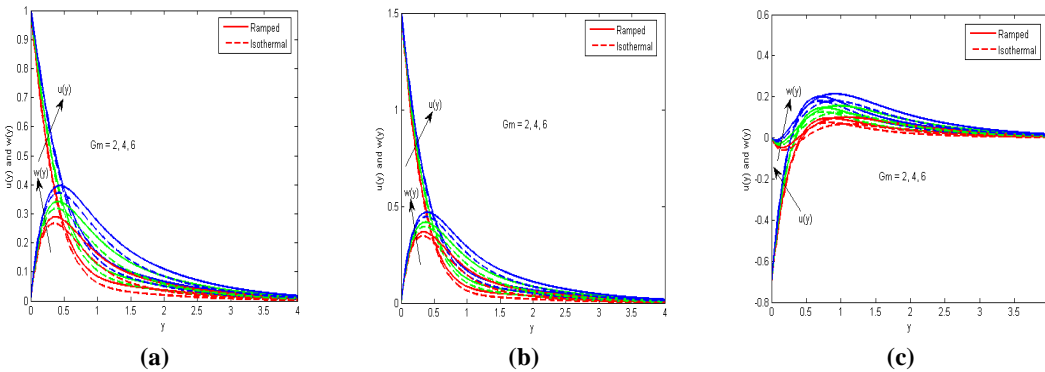 1
0.9
0.8
0.7
0.6
0.5
0.4
0.3
0.2
0.1
0
u(y) and w(y)
Ramped
Isothermal
u(y)
Gm = 2, 4, 6
w(y)
0 0.5 1 1.5 2 2.5 3 3.5 4
y
(a)
1.5
1
0.5
0
u(y) and w(y)
Ramped
Isothermal
u(y)
Gm = 2, 4, 6
w(y)
0 0.5 1 1.5 2 2.5 3 3.5 4
y
(b)
0.6
0.4
0.2
0
-0.2
-0.4
-0.6
-0.8
u(y) and w(y)
Ramped
Isothermal
w(y)
Gm = 2, 4, 6
u(y)
0 0.5 1 1.5 2 2.5 3 3.5
y
(c)